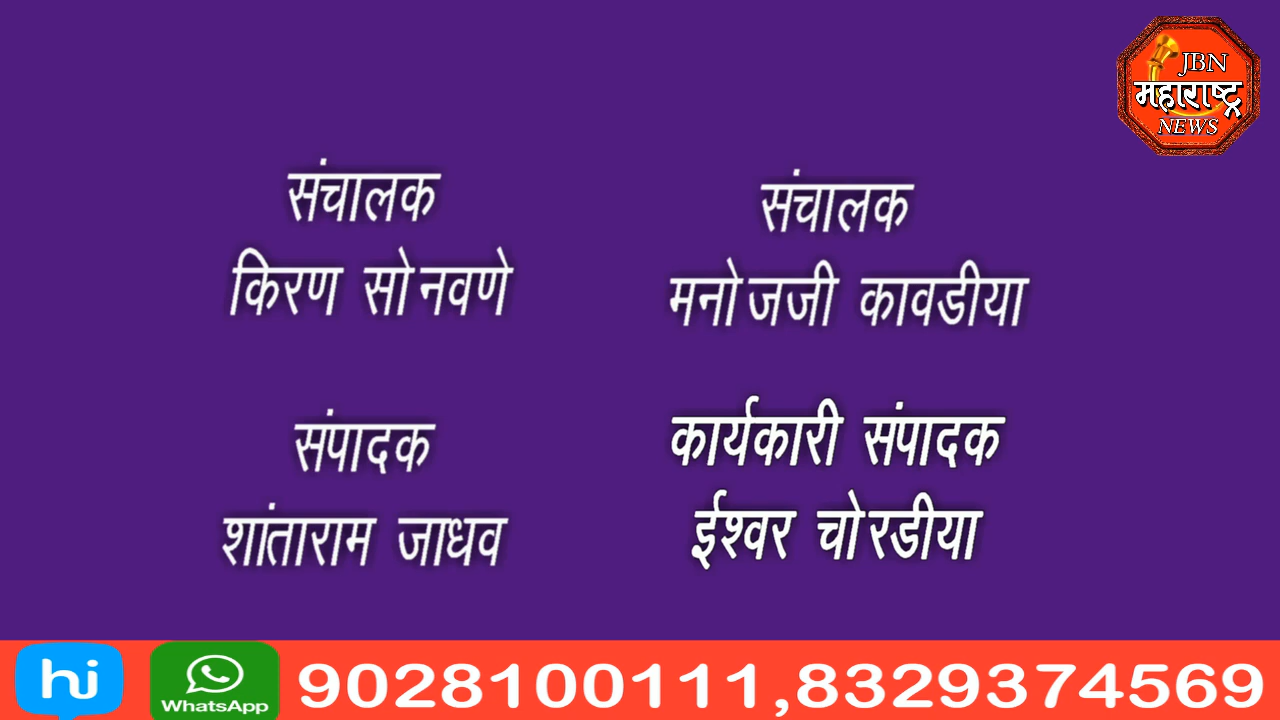 JBN
महाराष्ट्र
NEWS
संचालक
किरण सोनवणे
संचालक
मनोजजी कावडीया
संपादक
शांताराम जाधव
कार्यकारी संपादक
ईश्वर चोरडीया
hi
WhatsApp
9028100111,8329374569